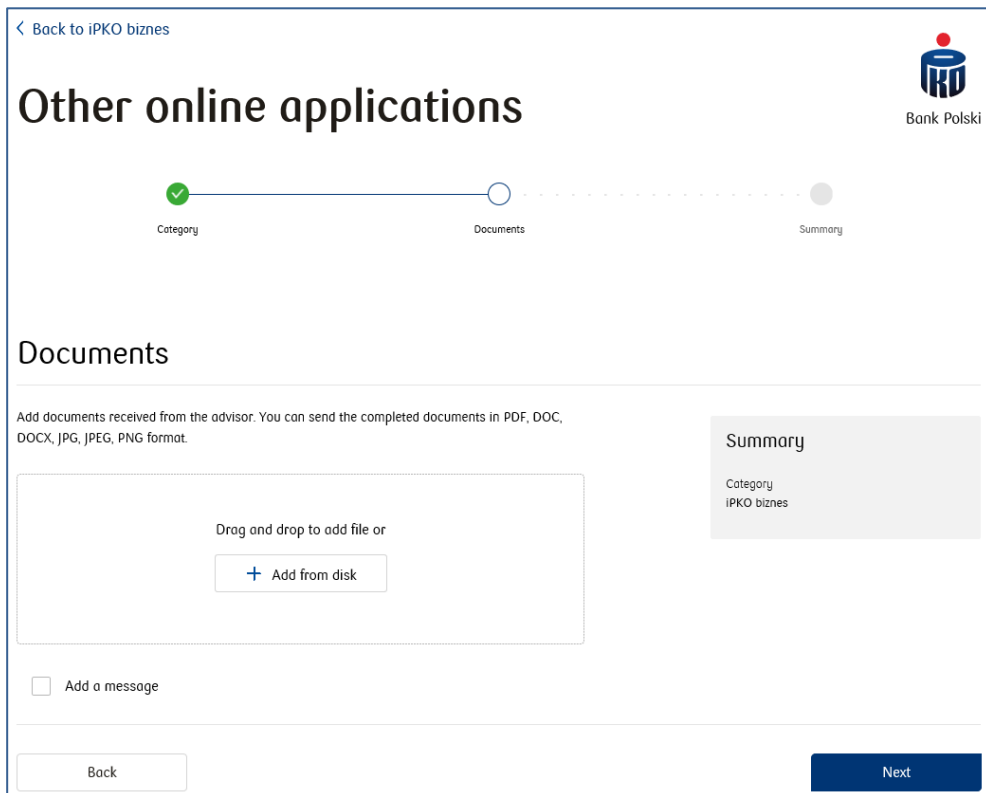 Back to iPKO biznes
Other online applications
PKO
Bank Polski
Category
Documents
Summary
Documents
Add documents received from the advisor. You can send the completed documents in PDF, DOC,
DOCX, JPG, JPEG, PNG format.
Summary
Category
iPKO biznes
Drag and drop to add file or
+ Add from disk
Add a message
Back
Next